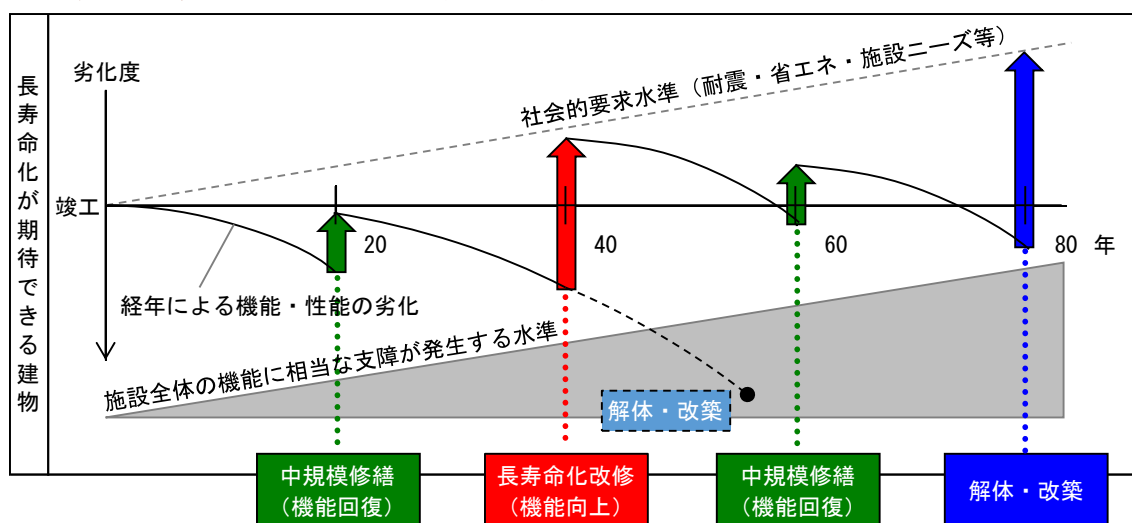 長寿命化が期待できる建物
劣化度
社会的要求水準(耐震・省エネ・施設ニーズ等)
竣工
20
40
60
80 年
経年による機能・性能の劣化
施設全体の機能に相当な支障が発生する水準
解体・改築
中規模修繕
(機能回復)
長寿命化改修
(機能向上)
中規模修繕
(機能回復)
解体・改築